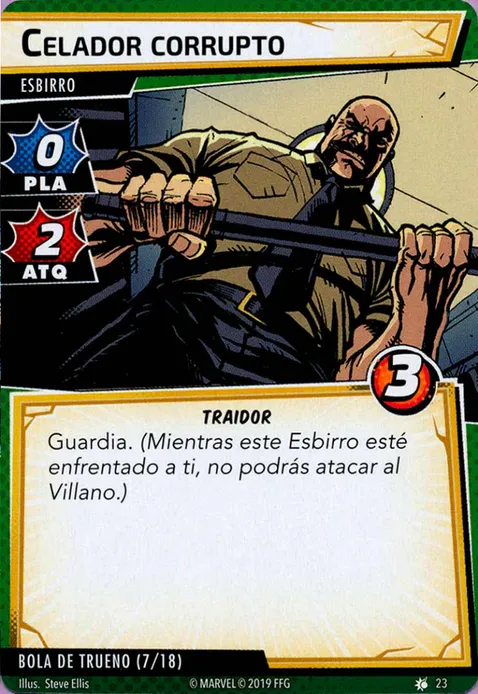 CELADOR CORRUPTO
ESBIRRO
0
PLA
2
ATQ
3
TRAIDOR
Guardia. (Mientras este Esbirro esté
enfrentado a ti, no podrás atacar al
Villano.)
BOLA DE TRUENO (7/18)
Illus. Steve Ellis © MARVEL © 2019 FFG 23